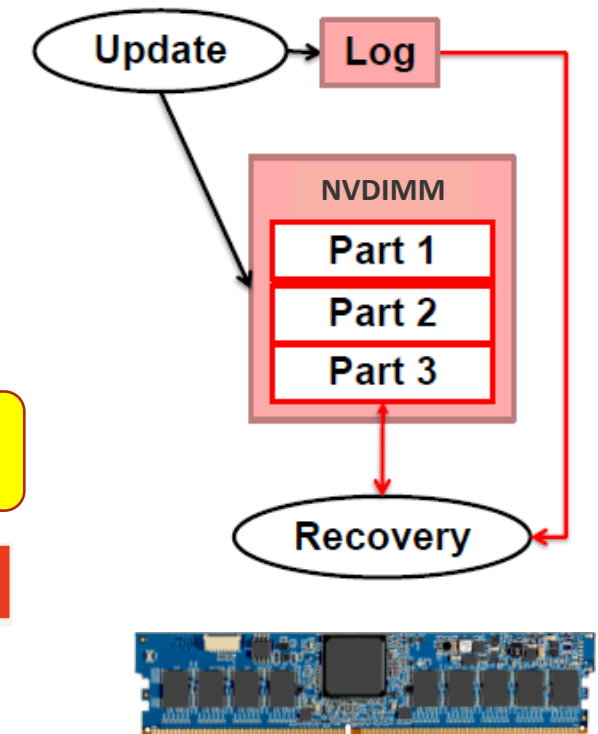 Update
Log
NVDIMM
Part 1
Part 2
Part 3
Recovery